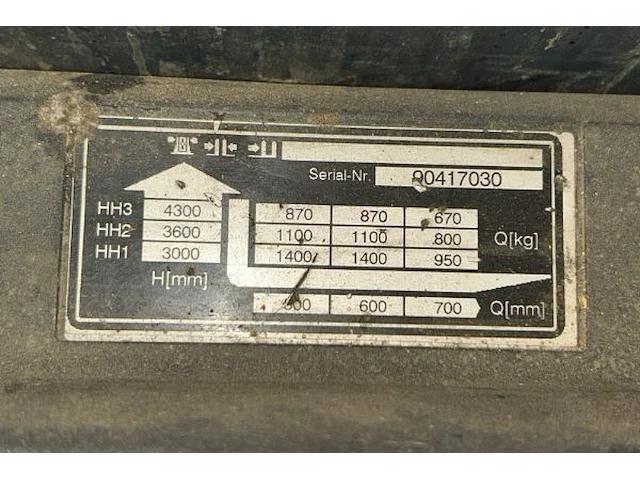 Serial-Nr. 90417030
HH3 4300 870 870 670
HH2 3600 1100 1100 800 Q[kg]
HH1 3000 1400 1400 950
H[mm]
500 600 700 Q[mm]